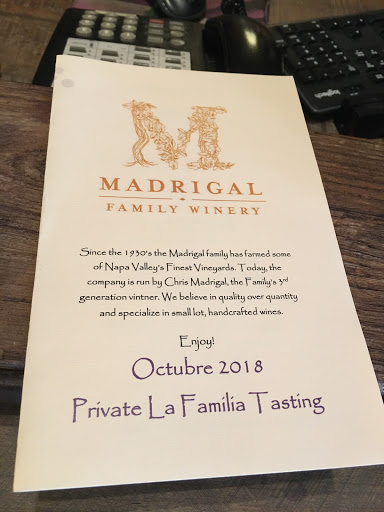 M
MADRIGAL
FAMILY WINERY
Since the 1930's the Madrigal family has farmed some
of Napa Valley's Finest Vineyards. Today, the
company is run by Chris Madrigal, the Family's 3rd
generation vintner. We believe in quality over quantity
and specialize in small lot, handcrafted wines.
Enjoy!
Octubre 2018
Private La Familia Tasting